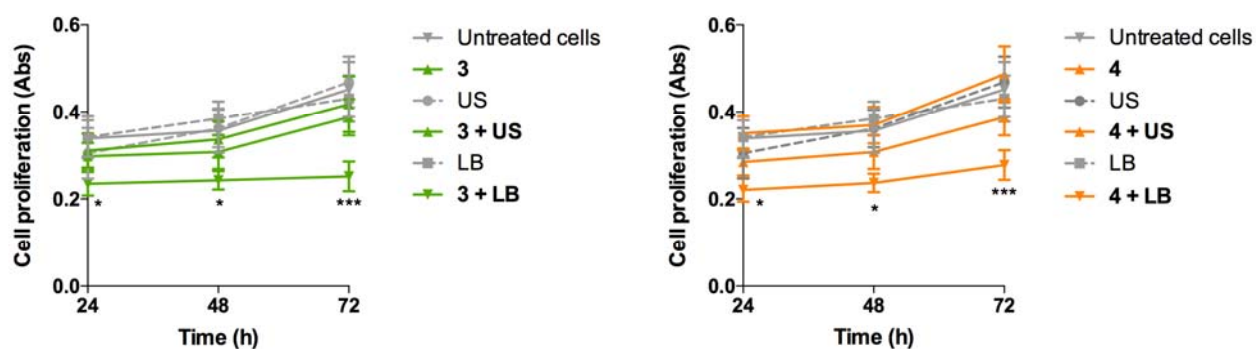 0.6
0.4
0.2
0.0
Cell proliferation (Abs)
24
48
72
Time (h)
*
*
***
Untreated cells
3
US
3 + US
LB
3 + LB
0.6
0.4
0.2
0.0
Cell proliferation (Abs)
24
48
72
Time (h)
*
*
***
Untreated cells
4
US
4 + US
LB
4 + LB